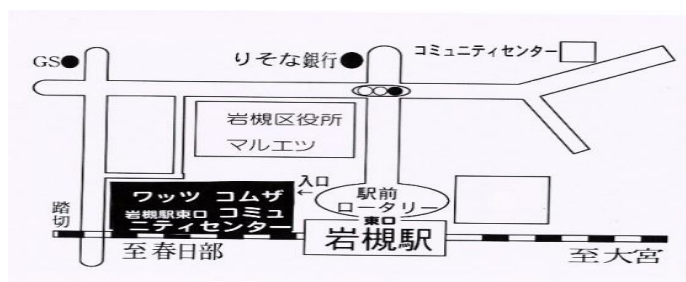 コミュニティセンター
GS
りそな銀行
岩槻区役所
マルエツ
入口
←
駅前
ロータリー
ワッツ コムザ
岩槻駅東口 コミュ
ニティセンター
踏切
東口
岩槻駅
至春日部
至大宮